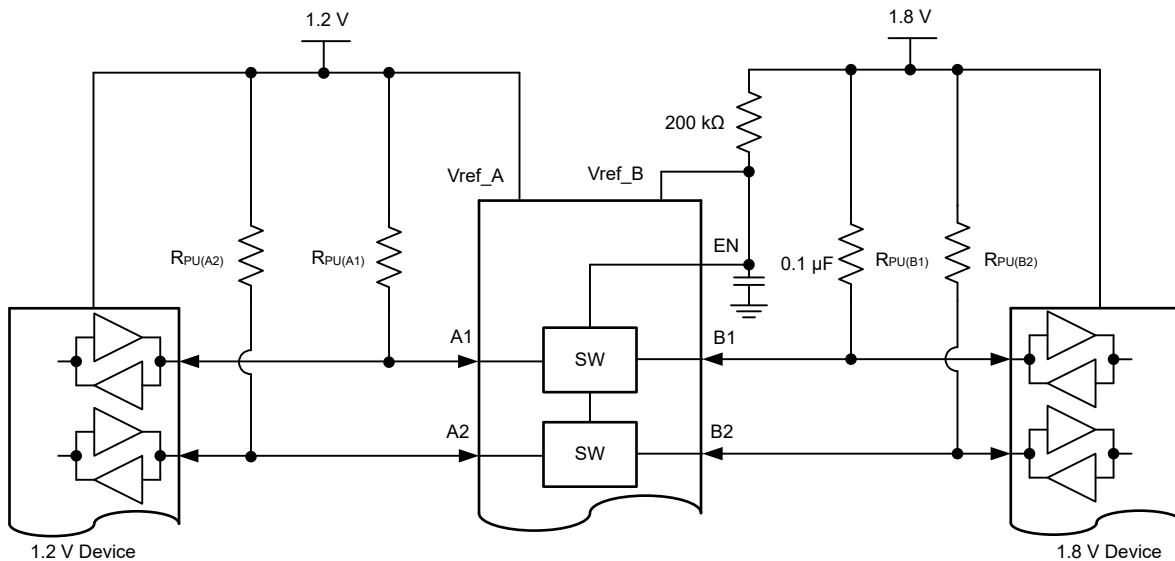 1.2 V
1.8 V
200 kΩ
Vref_A
Vref_B
RPU(A2)
RPU(A1)
EN
0.1 µF
RPU(B1)
RPU(B2)
A1
SW
B1
A2
SW
B2
1.2 V Device
1.8 V Device